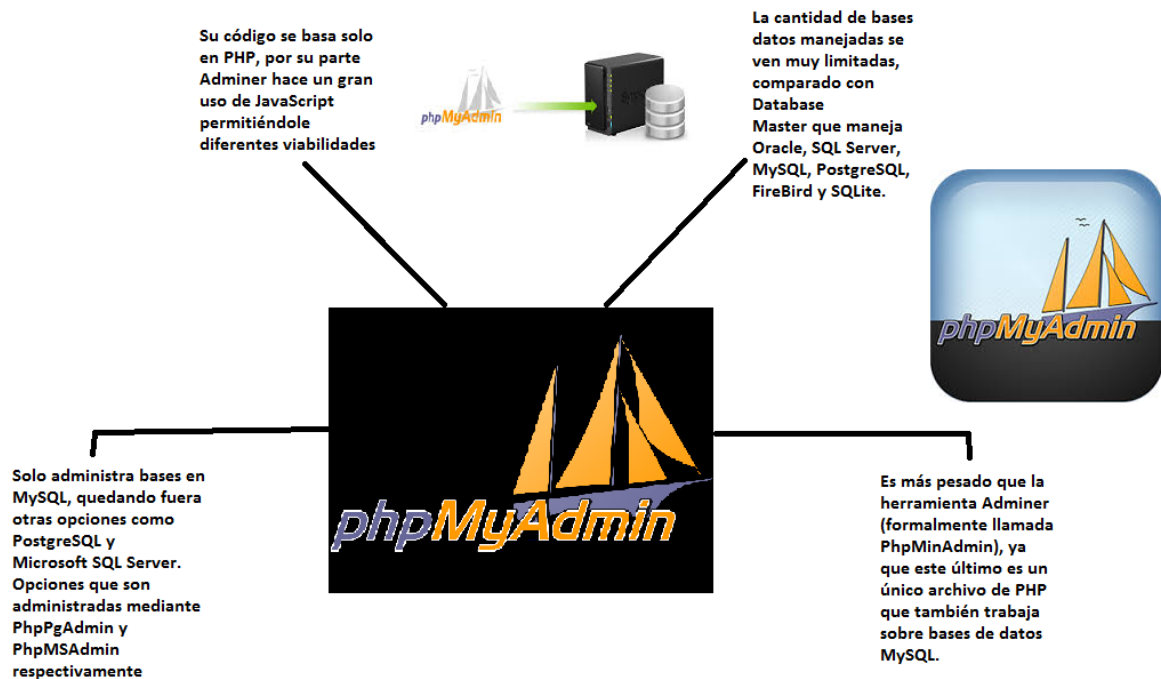 Su código se basa solo
en PHP, por su parte
Adminer hace un gran
uso de JavaScript
permitiéndole
diferentes viabilidades
phpMyAdmin
La cantidad de bases
datos manejadas se
ven muy limitadas,
comparado con
Database
Master que maneja
Oracle, SQL Server,
MySQL, PostgreSQL,
FireBird y SQLite.
phpMyAdmin
phpMyAdmin
Solo administra bases en
MySQL, quedando fuera
otras opciones como
PostgreSQL y
Microsoft SQL Server.
Opciones que son
administradas mediante
PhpPgAdmin y
PhpMSAdmin
respectivamente
Es más pesado que la
herramienta Adminer
(formalmente llamada
PhpMinAdmin), ya
que este último es un
único archivo de PHP
que también trabaja
sobre bases de datos
MySQL.